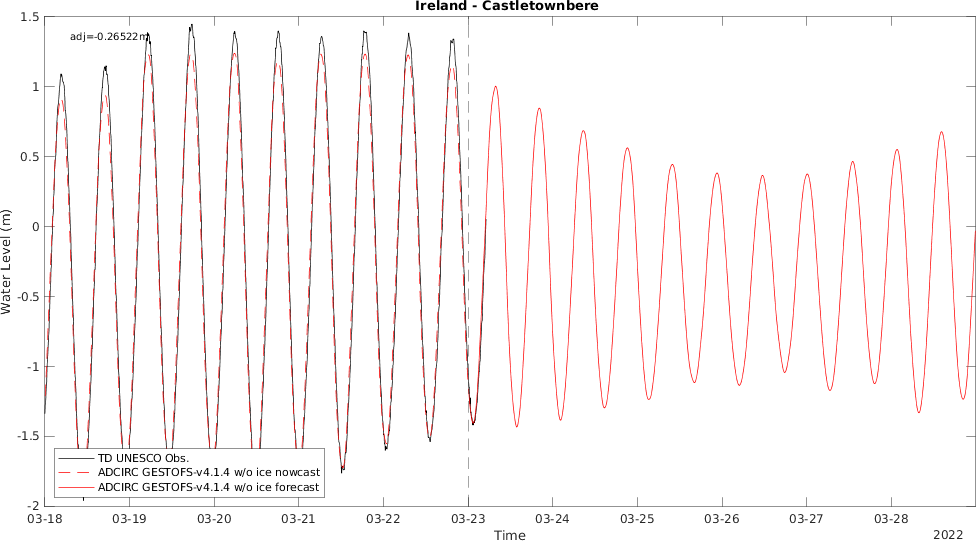 Ireland - Castletownbere
adj=-0.26522m
1.5
1
0.5
0
-0.5
-1
-1.5
-2
Water Level (m)
TD UNESCO Obs.
ADCIRC GESTOFS-v4.1.4 w/o ice nowcast
ADCIRC GESTOFS-v4.1.4 w/o ice forecast
03-18 03-19 03-20 03-21 03-22 03-23 03-24 03-25 03-26 03-27 03-28
Time
2022